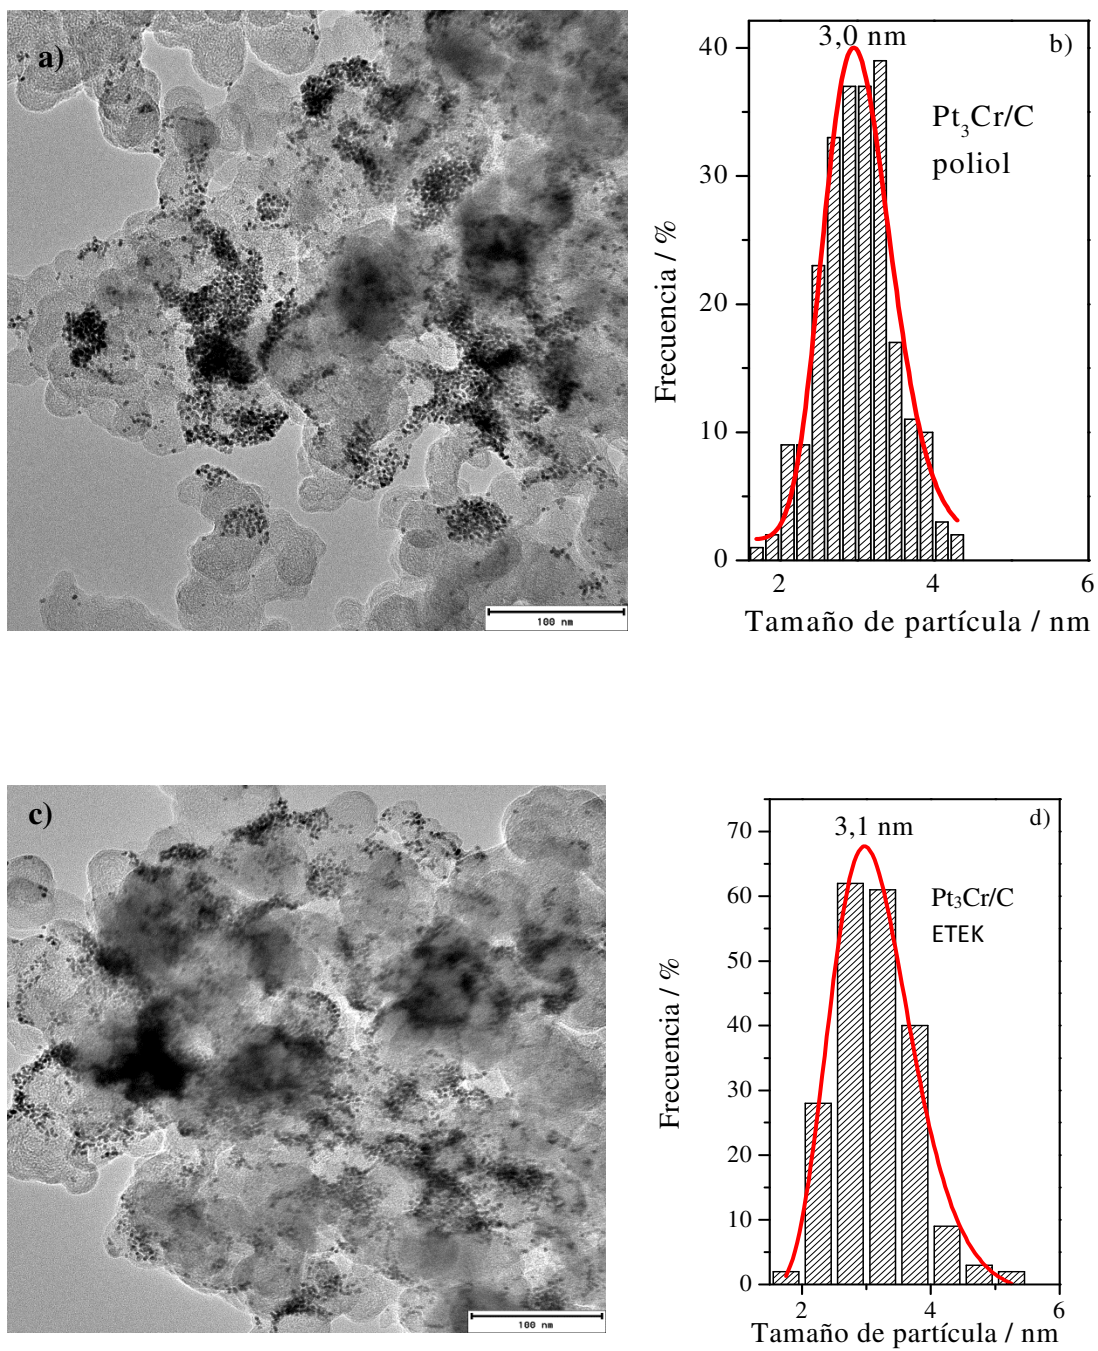 a)
100 nm
3,0 nm
b)
Pt3Cr/C
poliol
Frecuencia / %
40
30
20
10
0
2
4
6
Tamaño de partícula / nm
c)
100 nm
3,1 nm
d)
Pt3Cr/C
ETEK
Frecuencia / %
70
60
50
40
30
20
10
0
2
4
6
Tamaño de partícula / nm